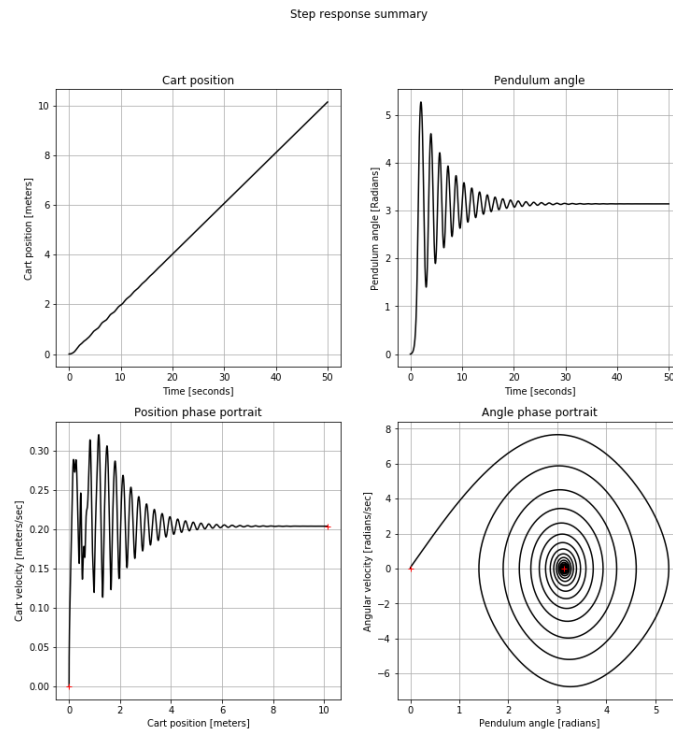 Step response summary
Cart position
Cart position [meters]
10
8
6
4
2
0
0 10 20 30 40 50
Time [seconds]
Pendulum angle
Pendulum angle [Radians]
5
4
3
2
1
0
0 10 20 30 40 50
Time [seconds]
Position phase portrait
Cart velocity [meters/sec]
0.30
0.25
0.20
0.15
0.10
0.05
0.00
0 2 4 6 8 10
Cart position [meters]
Angle phase portrait
Angular velocity [radians/sec]
8
6
4
2
0
−2
−4
−6
0 1 2 3 4 5
Pendulum angle [radians]